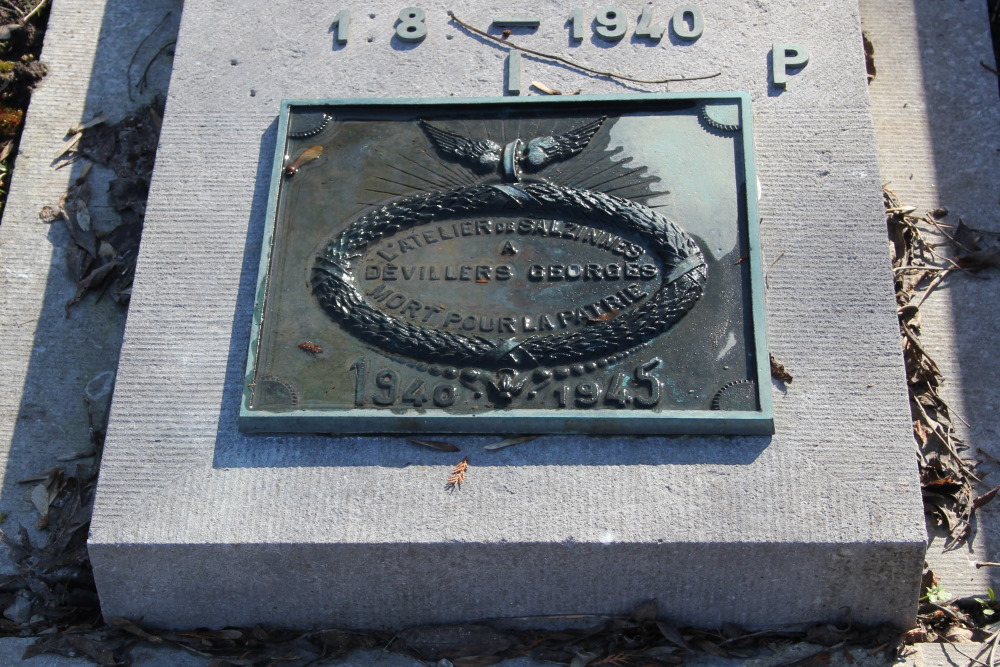 1 8 — 1940
I P
L'ATELIER DE SALZINNES
A
DEVILLERS GEORGES
MORT POUR LA PATRIE
1940 1945